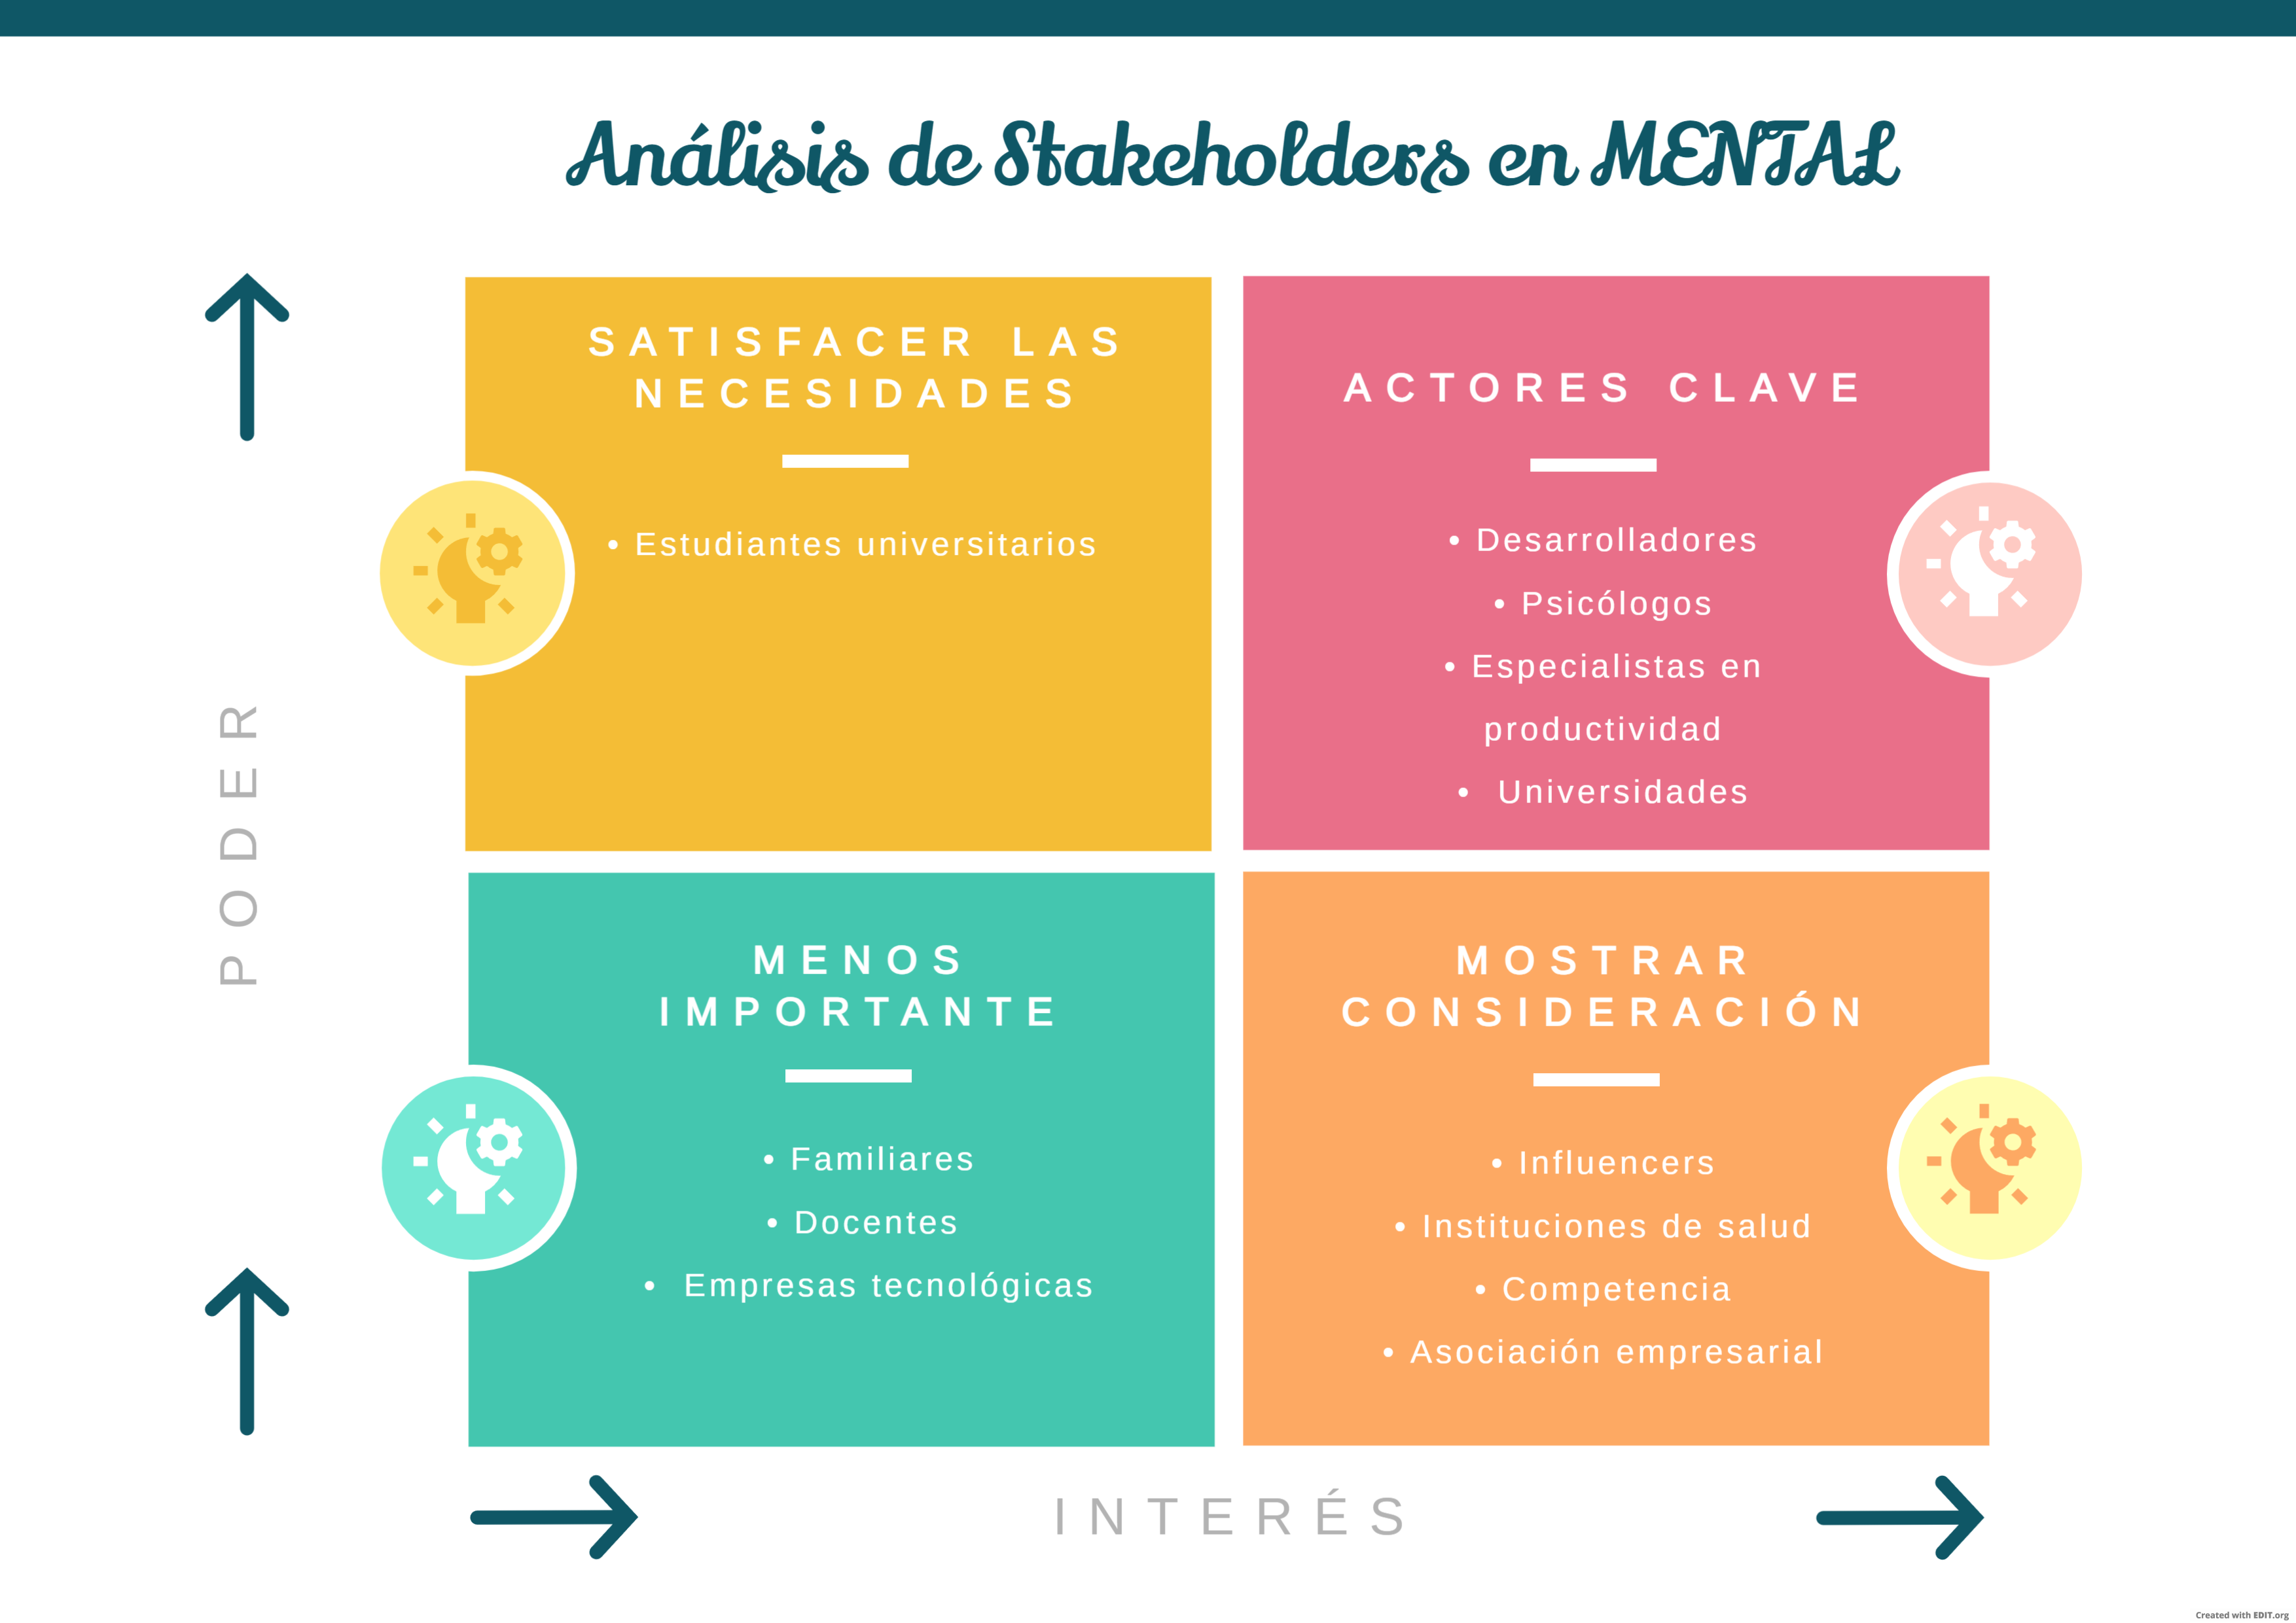 Análisis de Stakeholders en MENTAL
SATISFACER LAS
NECESIDADES
• Estudiantes universitarios
ACTORES CLAVE
• Desarrolladores
• Psicólogos
• Especialistas en
productividad
• Universidades
PODER
MENOS
IMPORTANTE
• Familiares
• Docentes
• Empresas tecnológicas
MOSTRAR
CONSIDERACIÓN
• Influencers
• Instituciones de salud
• Competencia
• Asociación empresarial
INTERÉS
Created with EDIT.org